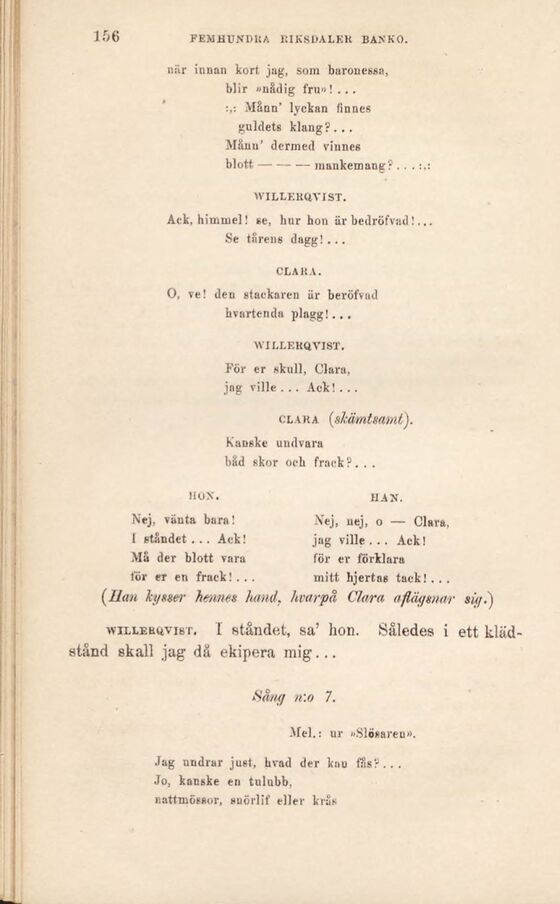 156
FEMHUNDRA RIKSDALER BANKO.
när innan kort jag, som baronessa,
blir »nådig fru»! ...
:,: Månn' lyckan finnes
guldets klang? ...
Månn' dermed vinnes
blott — — — mankemang? ... :,:
WILLERQVIST.
Ack, himmel! se, hur hon är bedröfvad! ...
Se tårens dagg! ...
CLARA.
O, ve! den stackaren är beröfvad
hvartenda plagg! ...
WILLERQVIST.
För er skull, Clara,
jag ville ... Ack! ...
CLARA (skämtsamt).
Kanske undvara
båd skor och frack? ...
HON.
Nej, vänta bara!
I ståndet ... Ack!
Må der blott vara
för er en frack! ...
HAN.
Nej, nej, o — Clara,
jag ville ... Ack!
för er förklara
mitt hjertas tack! ...
(Han kysser hennes hand, hvarpå Clara aflägsnar sig.)
WILLERQVIST. I ståndet, sa' hon. Således i ett kläd-
stånd skall jag då ekipera mig ...
Sång n:o 7.
Mel.: ur »Slösaren».
Jag undrar just, hvad der kan fås? ...
Jo, kanske en tulubb,
nattmössor, snörlif eller krås